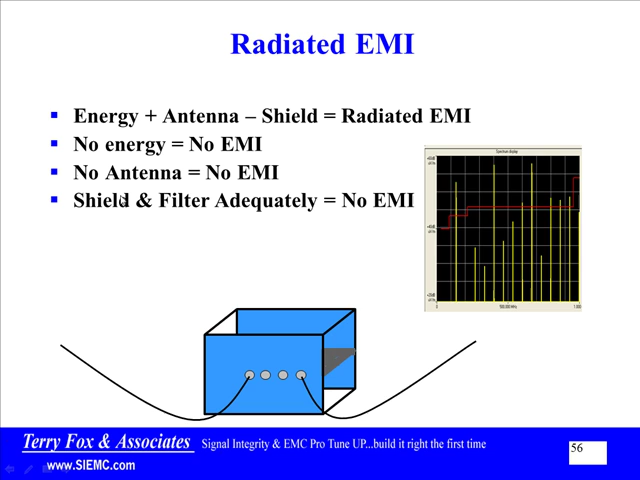 Radiated EMI
Energy + Antenna – Shield = Radiated EMI
No energy = No EMI
No Antenna = No EMI
Shield & Filter Adequately = No EMI
Spectrum display
Terry Fox & Associates
Signal Integrity & EMC Pro Tune UP...build it right the first time
www.SIEMC.com
56